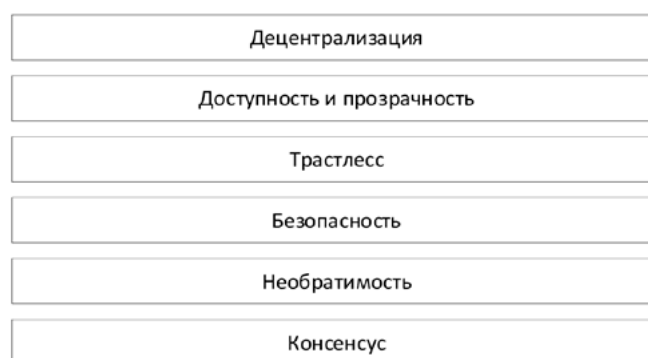 Децентрализация
Доступность и прозрачность
Трастлесс
Безопасность
Необратимость
Консенсус